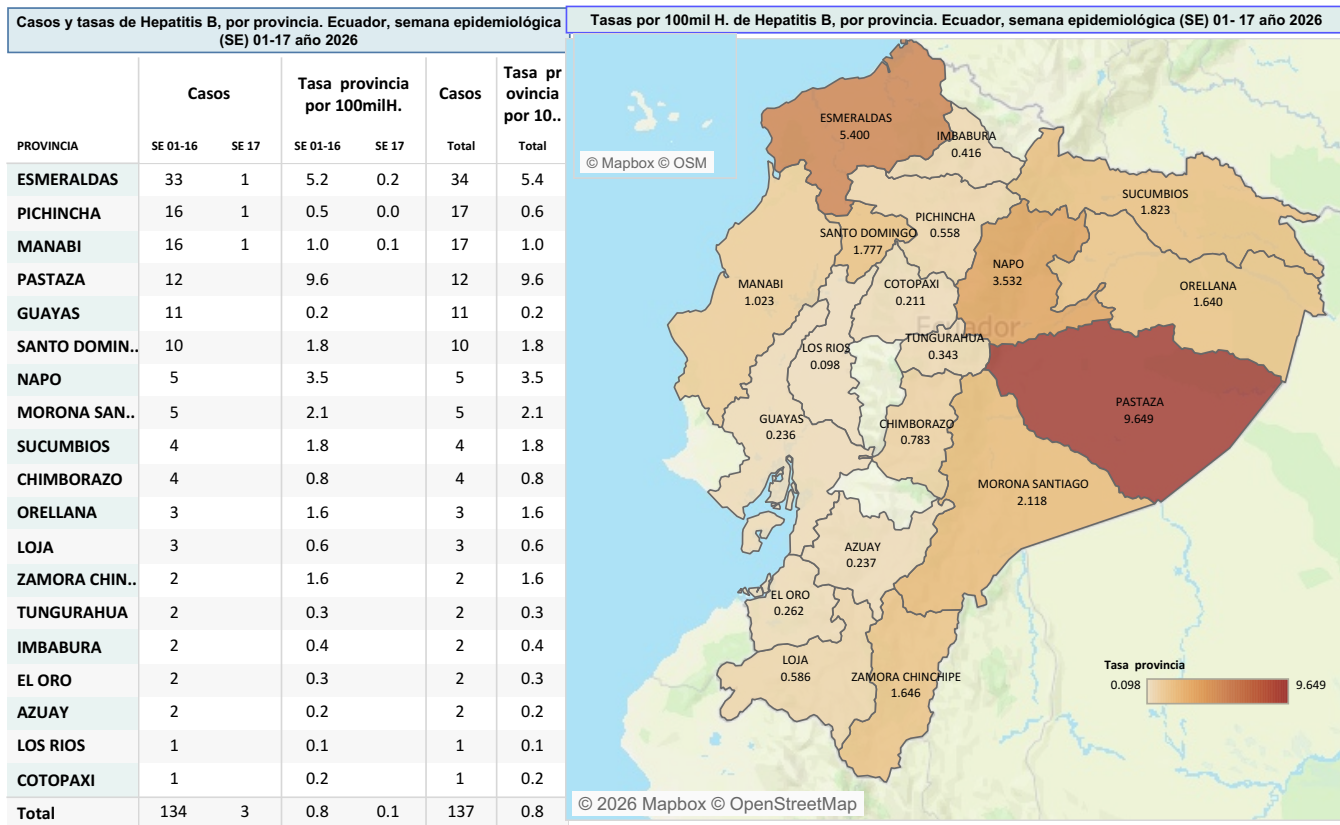 Casos y tasas de Hepatitis B, por provincia. Ecuador, semana epidemiológica
(SE) 01-17 año 2026
Casos
Tasa provincia
por 100milH.
Casos
Tasa pr
ovincia
por 10..
PROVINCIA SE 01-16 SE 17 SE 01-16 SE 17 Total Total
ESMERALDAS 33 1 5.2 0.2 34 5.4
PICHINCHA 16 1 0.5 0.0 17 0.6
MANABI 16 1 1.0 0.1 17 1.0
PASTAZA 12 9.6 12 9.6
GUAYAS 11 0.2 11 0.2
SANTO DOMIN.. 10 1.8 10 1.8
NAPO 5 3.5 5 3.5
MORONA SAN.. 5 2.1 5 2.1
SUCUMBIOS 4 1.8 4 1.8
CHIMBORAZO 4 0.8 4 0.8
ORELLANA 3 1.6 3 1.6
LOJA 3 0.6 3 0.6
ZAMORA CHIN.. 2 1.6 2 1.6
TUNGURAHUA 2 0.3 2 0.3
IMBABURA 2 0.4 2 0.4
EL ORO 2 0.3 2 0.3
AZUAY 2 0.2 2 0.2
LOS RIOS 1 0.1 1 0.1
COTOPAXI 1 0.2 1 0.2
Total 134 3 0.8 0.1 137 0.8
Tasas por 100mil H. de Hepatitis B, por provincia. Ecuador, semana epidemiológica (SE) 01- 17 año 2026
© Mapbox © OSM
ESMERALDAS
5.400
IMBABURA
0.416
SUCUMBIOS
1.823
PICHINCHA
0.558
SANTO DOMINGO
1.777
NAPO
3.532
MANABI
1.023
COTOPAXI
0.211
ORELLANA
1.640
Ecuador
TUNGURAHUA
0.343
LOS RIOS
0.098
PASTAZA
9.649
GUAYAS
0.236
CHIMBORAZO
0.783
MORONA SANTIAGO
2.118
AZUAY
0.237
EL ORO
0.262
LOJA
0.586
ZAMORA CHINCHIPE
1.646
Tasa provincia
0.098 9.649
© 2026 Mapbox © OpenStreetMap